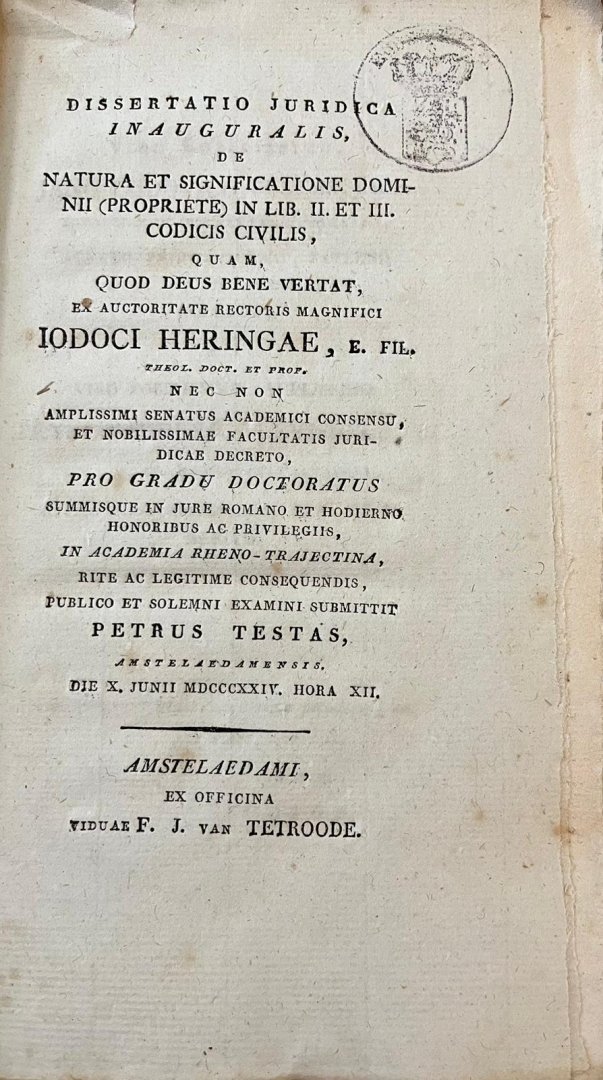 DISSERTATIO JURIDICA
INAUGURALIS,
DE
NATURA ET SIGNIFICATIONE DOMI-
NII (PROPRIETE) IN LIB. II. ET III.
CODICIS CIVILIS,
QUAM,
QUOD DEUS BENE VERTAT,
EX AUCTORITATE RECTORIS MAGNIFICI
IODOCI HERINGAE, E. FIL.
THEOL. DOCT. ET PROF.
NEC NON
AMPLISSIMI SENATUS ACADEMICI CONSENSU,
ET NOBILISSIMAE FACULTATIS JURI-
DICAE DECRETO,
PRO GRADU DOCTORATUS
SUMMISQUE IN JURE ROMANO ET HODIERNO
HONORIBUS AC PRIVILEGIIS,
IN ACADEMIA RHENO-TRAJECTINA,
RITE AC LEGITIME CONSEQUENDIS,
PUBLICO ET SOLEMNI EXAMINI SUBMITTIT
PETRUS TESTAS,
AMSTELAEDAMENSIS.
DIE X. JUNII MDCCCXXIV. HORA XII.
AMSTELAEDAMI,
EX OFFICINA
VIDUAE F. J. VAN TETROODE.